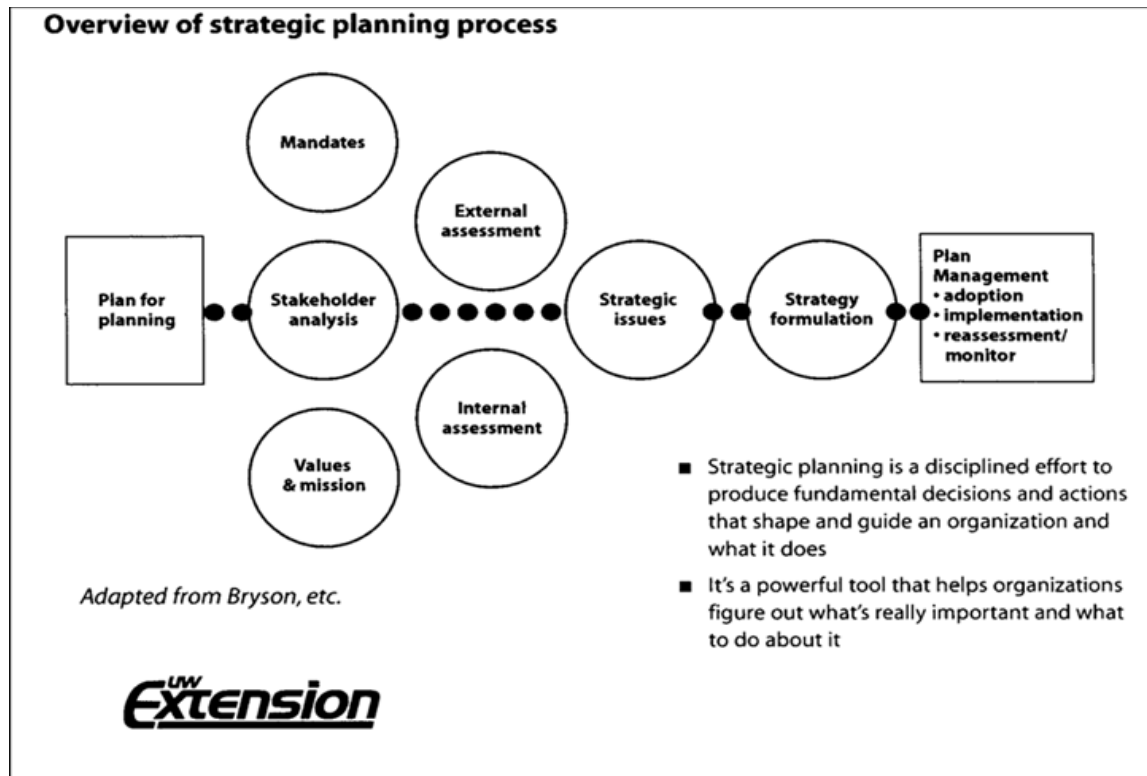 Overview of strategic planning process
Mandates
External
assessment
Plan for
planning
Stakeholder
analysis
Strategic
issues
Strategy
formulation
Plan
Management
• adoption
• implementation
• reassessment/
monitor
Internal
assessment
Values
& mission
■ Strategic planning is a disciplined effort to
produce fundamental decisions and actions
that shape and guide an organization and
what it does
■ It's a powerful tool that helps organizations
figure out what's really important and what
to do about it
Adapted from Bryson, etc.
UW
Extension